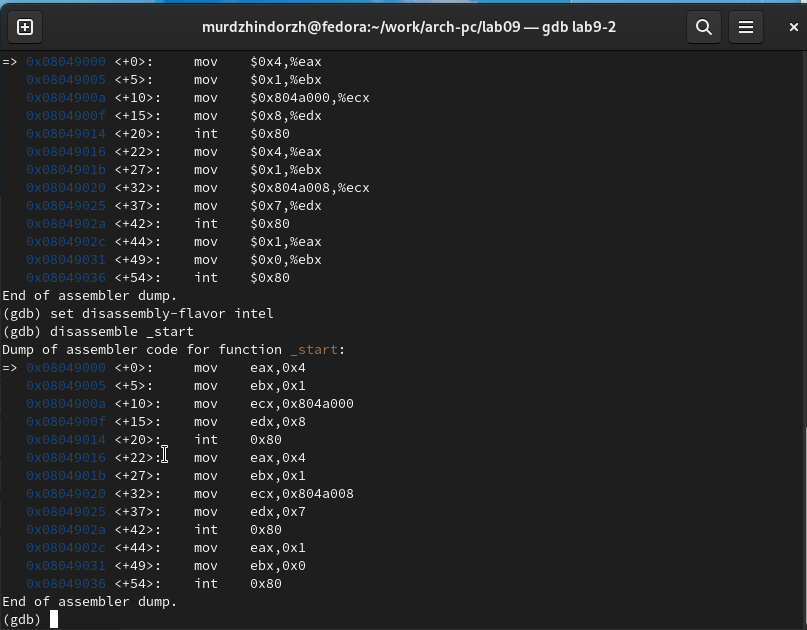 murdzhindorzh@fedora:~/work/arch-pc/lab09 — gdb lab9-2
=> 0x08049000 <+0>:     mov    $0x4,%eax
   0x08049005 <+5>:     mov    $0x1,%ebx
   0x0804900a <+10>:    mov    $0x804a000,%ecx
   0x0804900f <+15>:    mov    $0x8,%edx
   0x08049014 <+20>:    int    $0x80
   0x08049016 <+22>:    mov    $0x4,%eax
   0x0804901b <+27>:    mov    $0x1,%ebx
   0x08049020 <+32>:    mov    $0x804a008,%ecx
   0x08049025 <+37>:    mov    $0x7,%edx
   0x0804902a <+42>:    int    $0x80
   0x0804902c <+44>:    mov    $0x1,%eax
   0x08049031 <+49>:    mov    $0x0,%ebx
   0x08049036 <+54>:    int    $0x80
End of assembler dump.
(gdb) set disassembly-flavor intel
(gdb) disassemble _start
Dump of assembler code for function _start:
=> 0x08049000 <+0>:     mov    eax,0x4
   0x08049005 <+5>:     mov    ebx,0x1
   0x0804900a <+10>:    mov    ecx,0x804a000
   0x0804900f <+15>:    mov    edx,0x8
   0x08049014 <+20>:    int    0x80
   0x08049016 <+22>:    mov    eax,0x4
   0x0804901b <+27>:    mov    ebx,0x1
   0x08049020 <+32>:    mov    ecx,0x804a008
   0x08049025 <+37>:    mov    edx,0x7
   0x0804902a <+42>:    int    0x80
   0x0804902c <+44>:    mov    eax,0x1
   0x08049031 <+49>:    mov    ebx,0x0
   0x08049036 <+54>:    int    0x80
End of assembler dump.
(gdb)